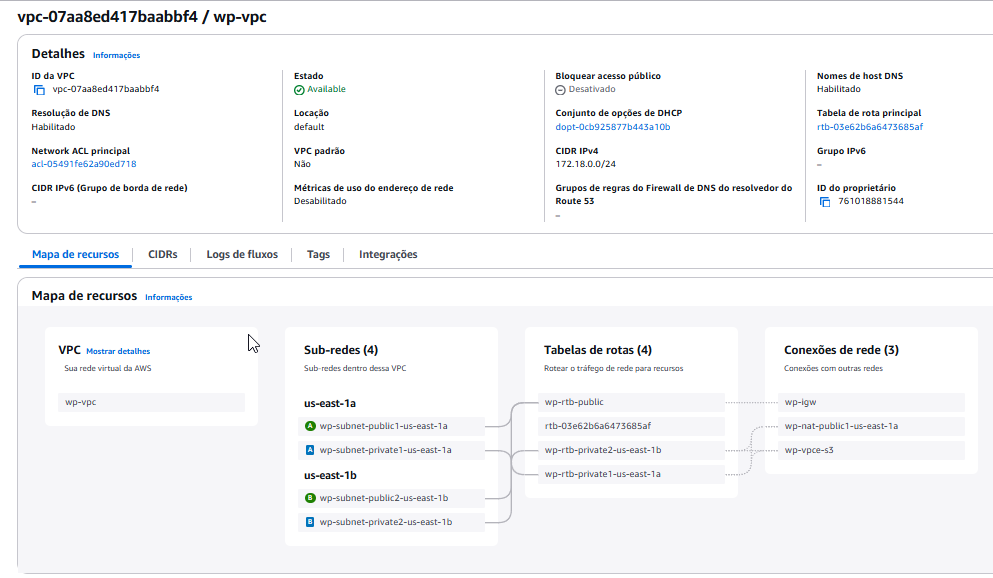 vpc-07aa8ed417baabbf4 / wp-vpc
Detalhes Informações
ID da VPC
vpc-07aa8ed417baabbf4
Estado
Available
Bloquear acesso público
Desativado
Nomes de host DNS
Habilitado
Resolução de DNS
Habilitado
Locação
default
Conjunto de opções de DHCP
dopt-0cb925877b443a10b
Tabela de rota principal
rtb-03e62b6a6473685af
Network ACL principal
acl-05491fe62a90ed718
VPC padrão
Não
CIDR IPv4
172.18.0.0/24
Grupo IPv6
–
CIDR IPv6 (Grupo de borda de rede)
–
Métricas de uso do endereço de rede
Desabilitado
Grupos de regras do Firewall de DNS do resolvedor do
Route 53
–
ID do proprietário
761018881544
Mapa de recursos
CIDRs
Logs de fluxos
Tags
Integrações
Mapa de recursos Informações
VPC Mostrar detalhes
Sua rede virtual da AWS
wp-vpc
Sub-redes (4)
Sub-redes dentro dessa VPC
us-east-1a
A wp-subnet-public1-us-east-1a
A wp-subnet-private1-us-east-1a
us-east-1b
B wp-subnet-public2-us-east-1b
B wp-subnet-private2-us-east-1b
Tabelas de rotas (4)
Rotear o tráfego de rede para recursos
wp-rtb-public
rtb-03e62b6a6473685af
wp-rtb-private2-us-east-1b
wp-rtb-private1-us-east-1a
Conexões de rede (3)
Conexões com outras redes
wp-igw
wp-nat-public1-us-east-1a
wp-vpce-s3